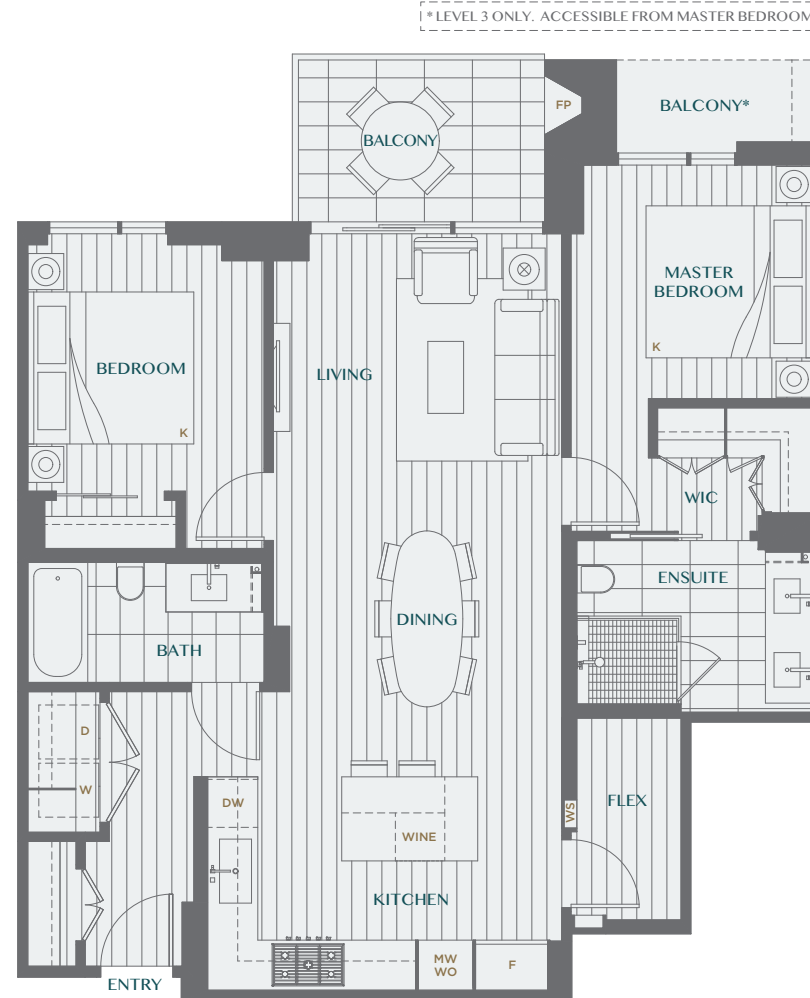 * LEVEL 3 ONLY. ACCESSIBLE FROM MASTER BEDROOM
FP
BALCONY*
BALCONY
MASTER
BEDROOM
K
BEDROOM
LIVING
K
WIC
ENSUITE
DINING
BATH
D
W
DW
FLEX
WS
WINE
KITCHEN
MW
WO
F
ENTRY